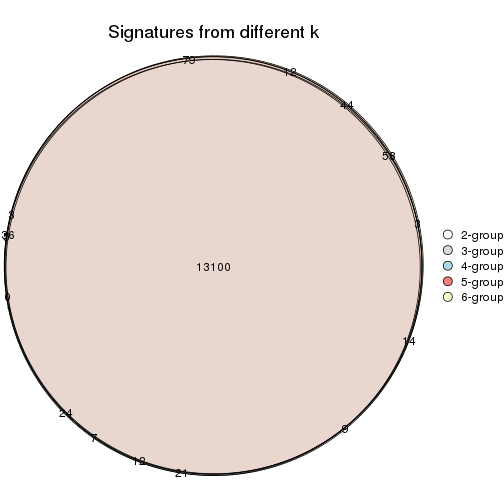 Signatures from different k
79
12
44
58
3
3
36
13100
0
14
24
9
7
12
21
2-group
3-group
4-group
5-group
6-group